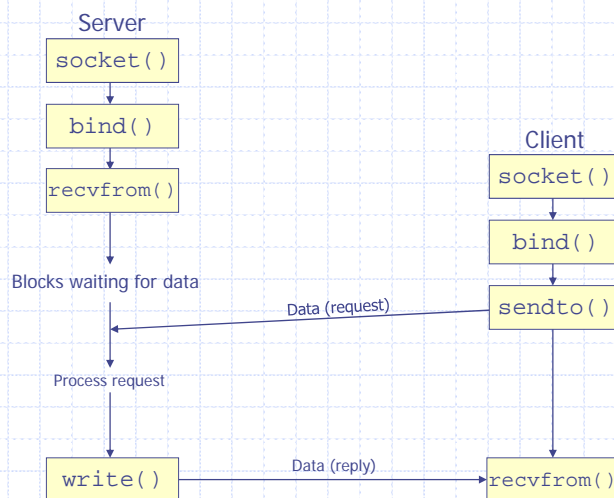 Server
socket()
bind()
recvfrom()
Blocks waiting for data
Process request
write()
Client
socket()
bind()
sendto()
Data (request)
Data (reply)
recvfrom()